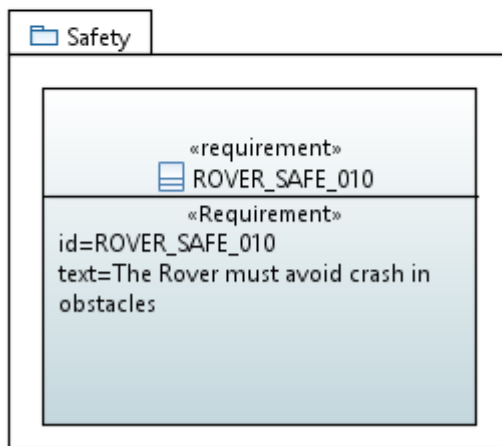 Safety
«requirement»
ROVER_SAFE_010
«Requirement»
id=ROVER_SAFE_010
text=The Rover must avoid crash in
obstacles